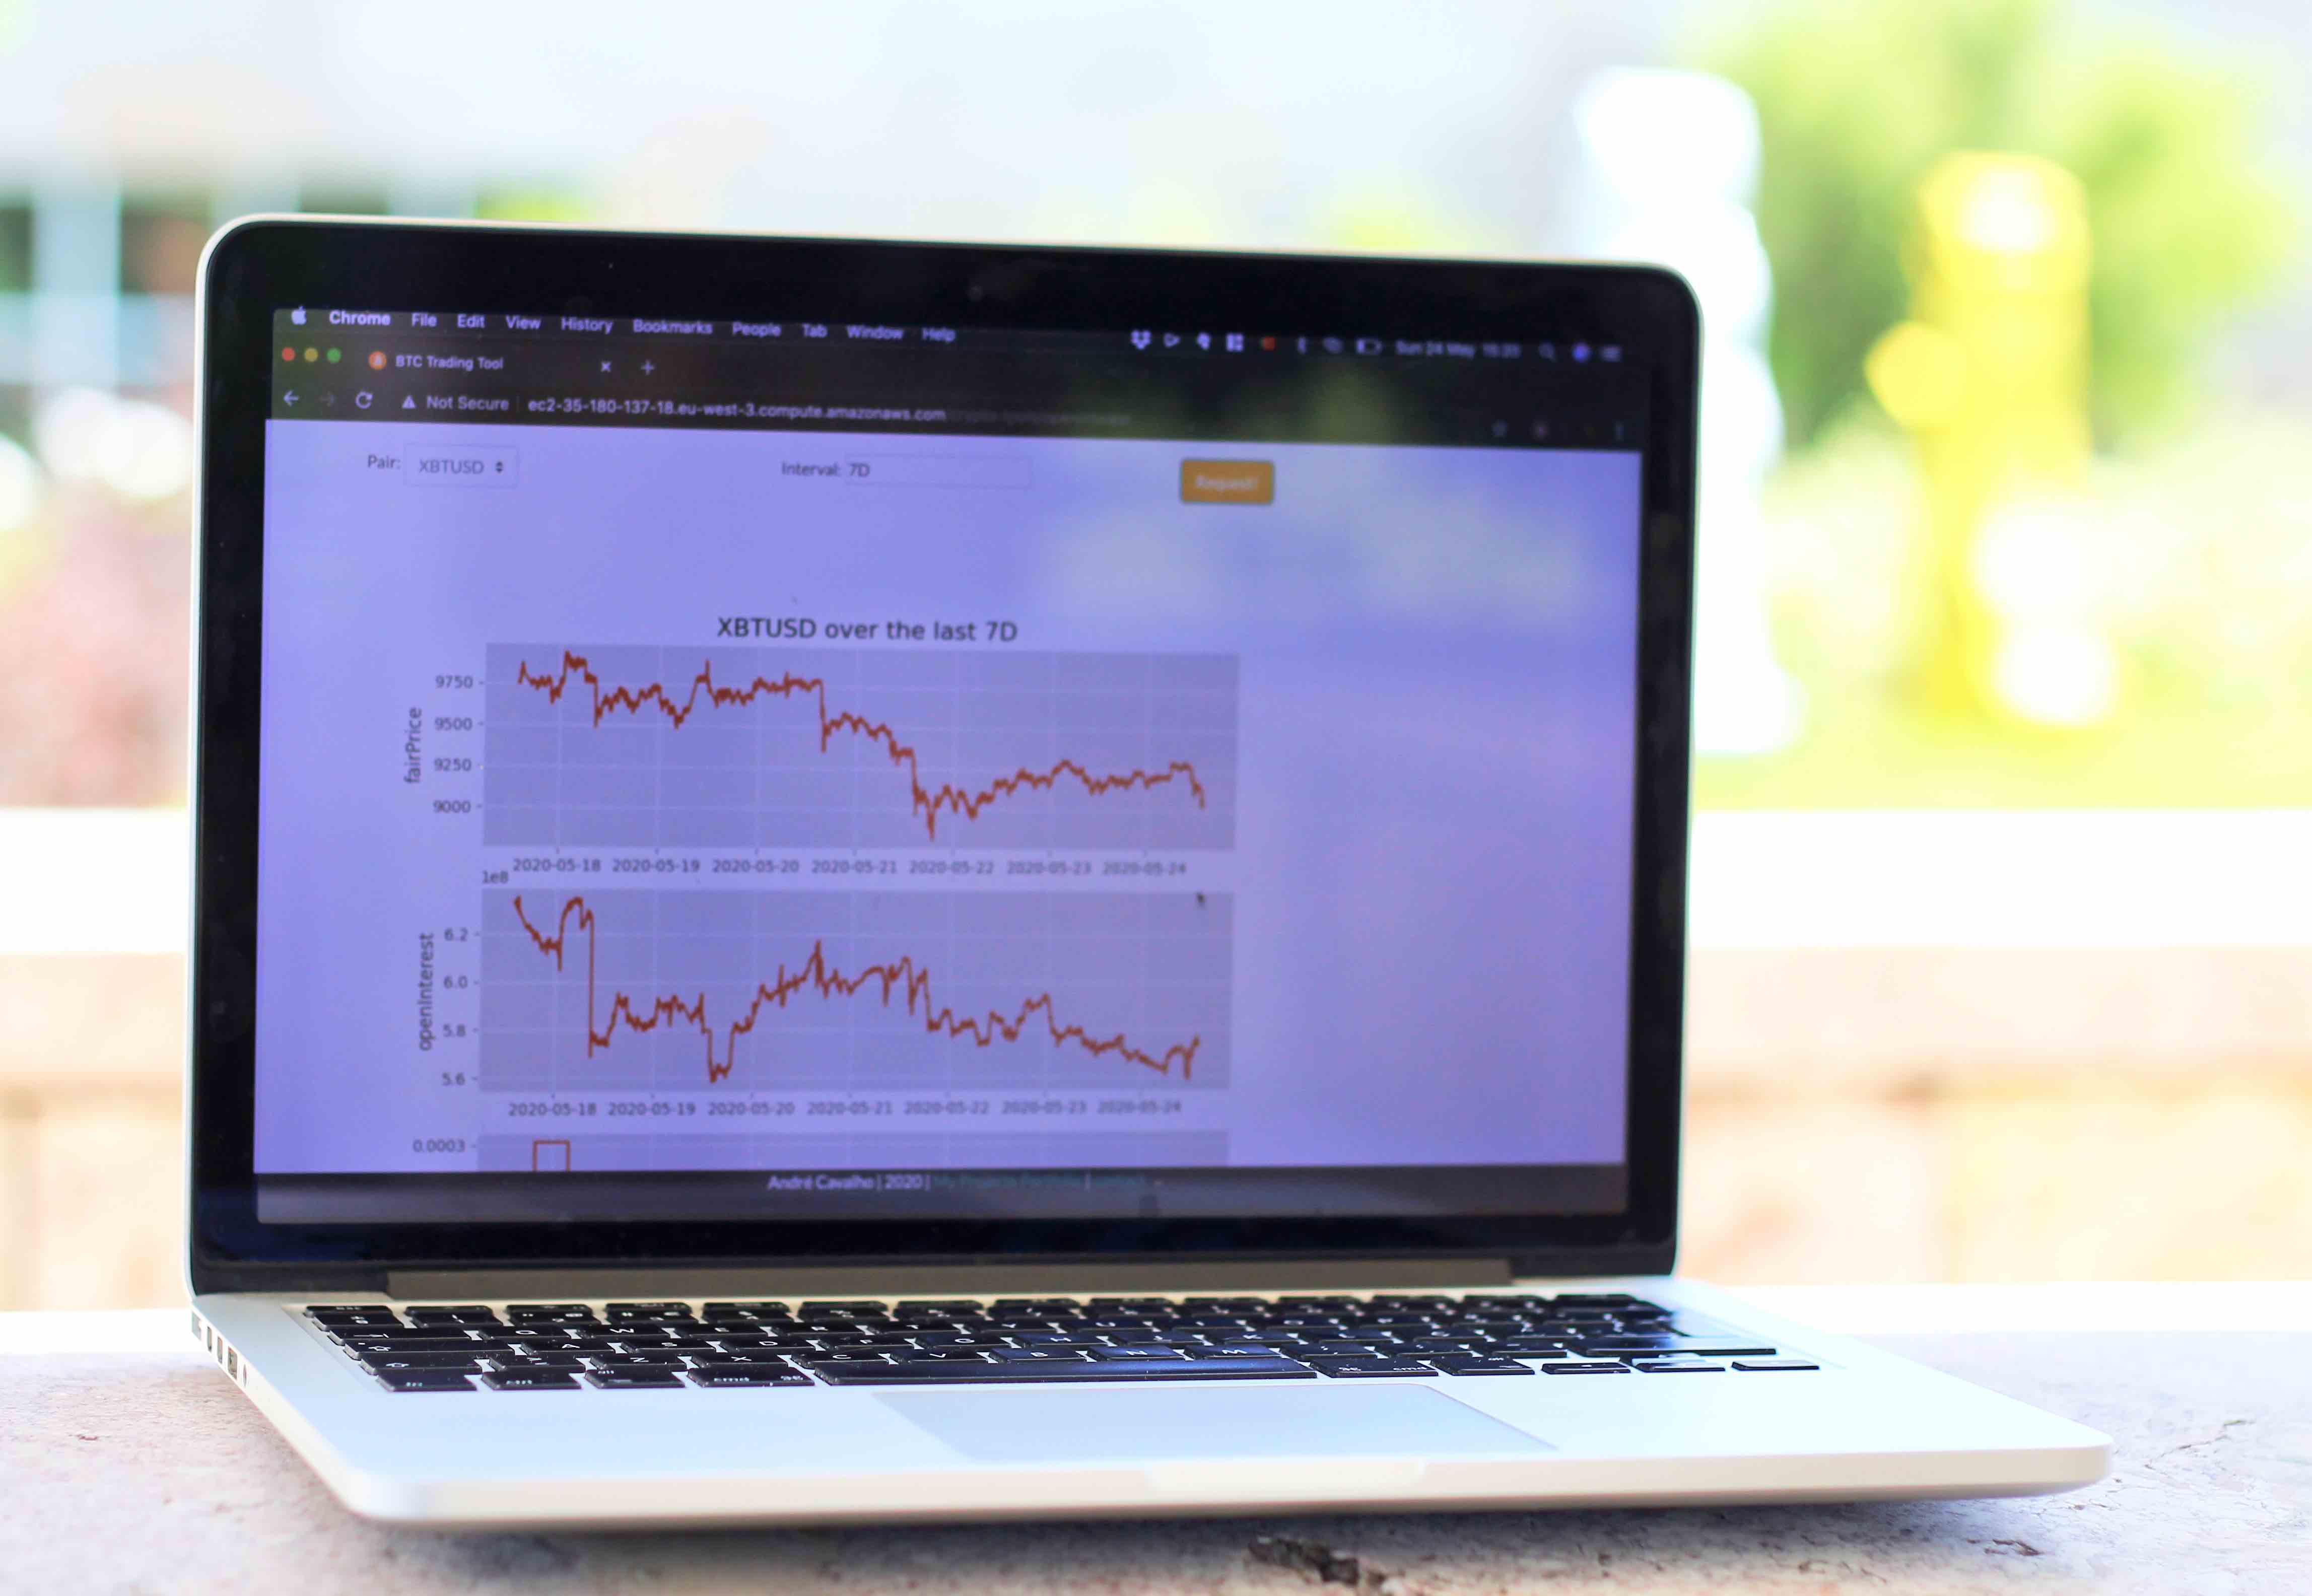 Chrome File Edit View History Bookmarks People Tab Window Help Sun 24 May
BTC Trading Tool
Not Secure ec2-35-180-137-18.eu-west-3.compute.amazonaws.com
Pair: XBTUSD Interval: 7D Request!
XBTUSD over the last 7D
fairPrice
9750
9500
9250
9000
2020-05-18 2020-05-19 2020-05-20 2020-05-21 2020-05-22 2020-05-23 2020-05-24
1e8
openInterest
6.2
6.0
5.8
5.6
2020-05-18 2020-05-19 2020-05-20 2020-05-21 2020-05-22 2020-05-23 2020-05-24
0.0003
André Cavalho | 2020 |
Q W E R T Y U
A S D F G H
Z X C V B N M
fn ctrl alt cmd ⌘ ⌘ cmd